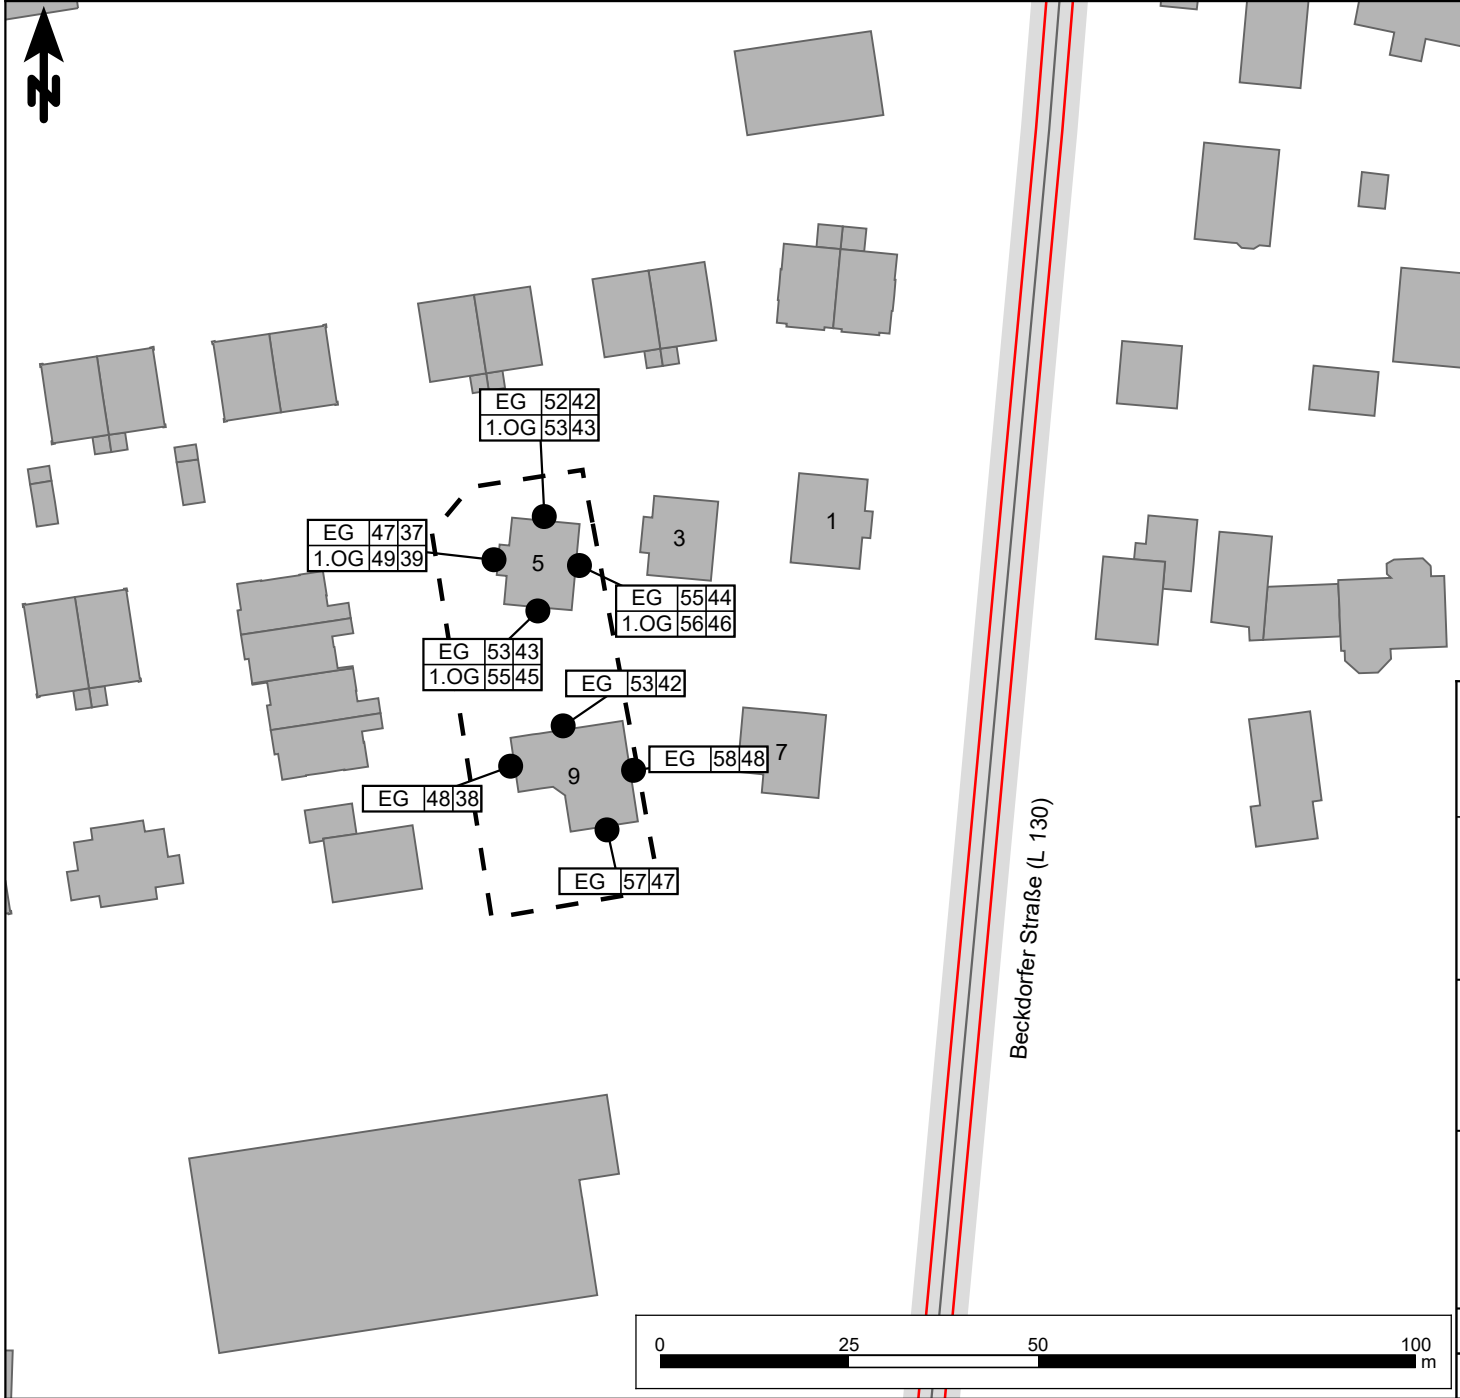 N
EG 52 42
1.OG 53 43
EG 47 37
1.OG 49 39
5
3
1
EG 55 44
1.OG 56 46
EG 53 43
1.OG 55 45
EG 53 42
EG 58 48
7
9
EG 48 38
EG 57 47
Beckdorfer Straße (L 130)
0 25 50 100
m